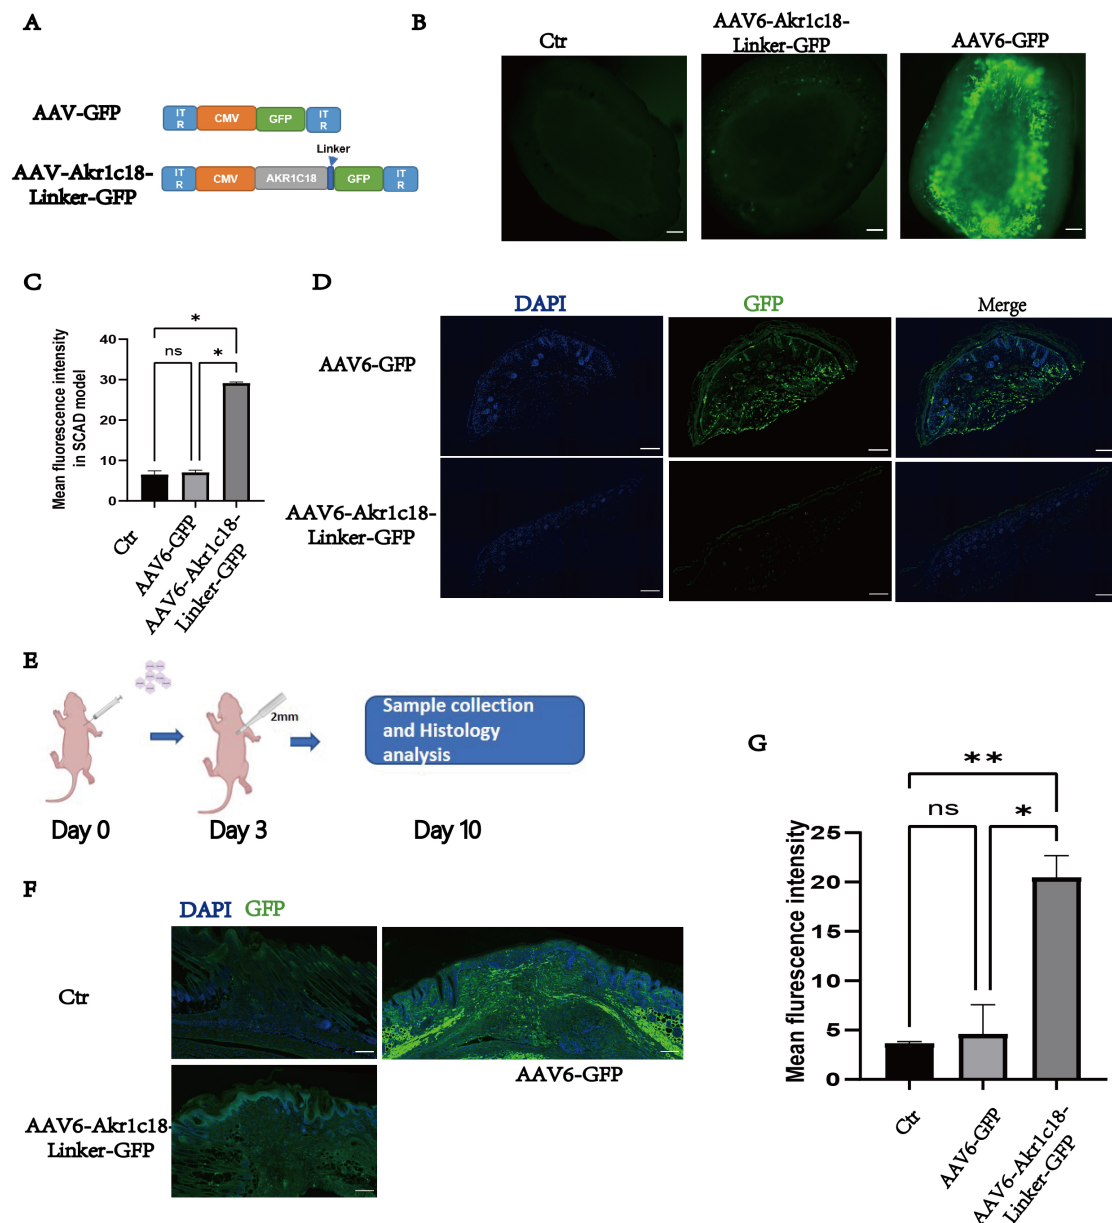 A
AAV-GFP
IT
R
CMV
GFP
IT
R
Linker
AAV-Akr1c18-
Linker-GFP
IT
R
CMV
AKR1C18
GFP
IT
R
B
Ctr
AAV6-Akr1c18-
Linker-GFP
AAV6-GFP
C
Mean fluorescence intensity
in SCAD model
40
30
20
10
0
*
ns
*
Ctr
AAV6-GFP
AAV6-Akr1c18-
Linker-GFP
D
DAPI
GFP
Merge
AAV6-GFP
AAV6-Akr1c18-
Linker-GFP
E
2mm
Sample collection
and Histology
analysis
Day 0
Day 3
Day 10
F
DAPI GFP
Ctr
AAV6-GFP
AAV6-Akr1c18-
Linker-GFP
G
Mean flurescence intensity
25
20
15
10
5
0
**
ns
*
Ctr
AAV6-GFP
AAV6-Akr1c18-
Linker-GFP